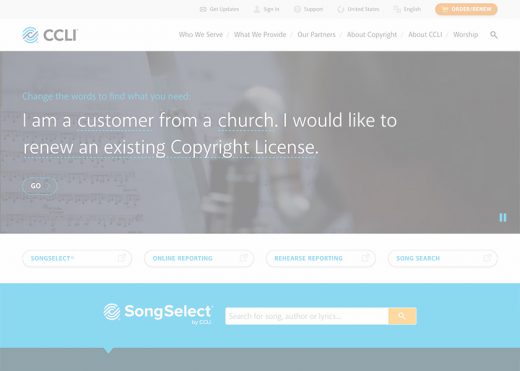 Get Updates Sign In Support United States English ORDER/RENEW
CCLI Who We Serve / What We Provide / Our Partners / About Copyright / About CCLI / Worship
Change the words to find what you need:
I am a customer from a church. I would like to
renew an existing Copyright License.
GO
SONGSELECT® ONLINE REPORTING REHEARSE REPORTING SONG SEARCH
SongSelect
by CCLI
Search for song, author or lyrics...